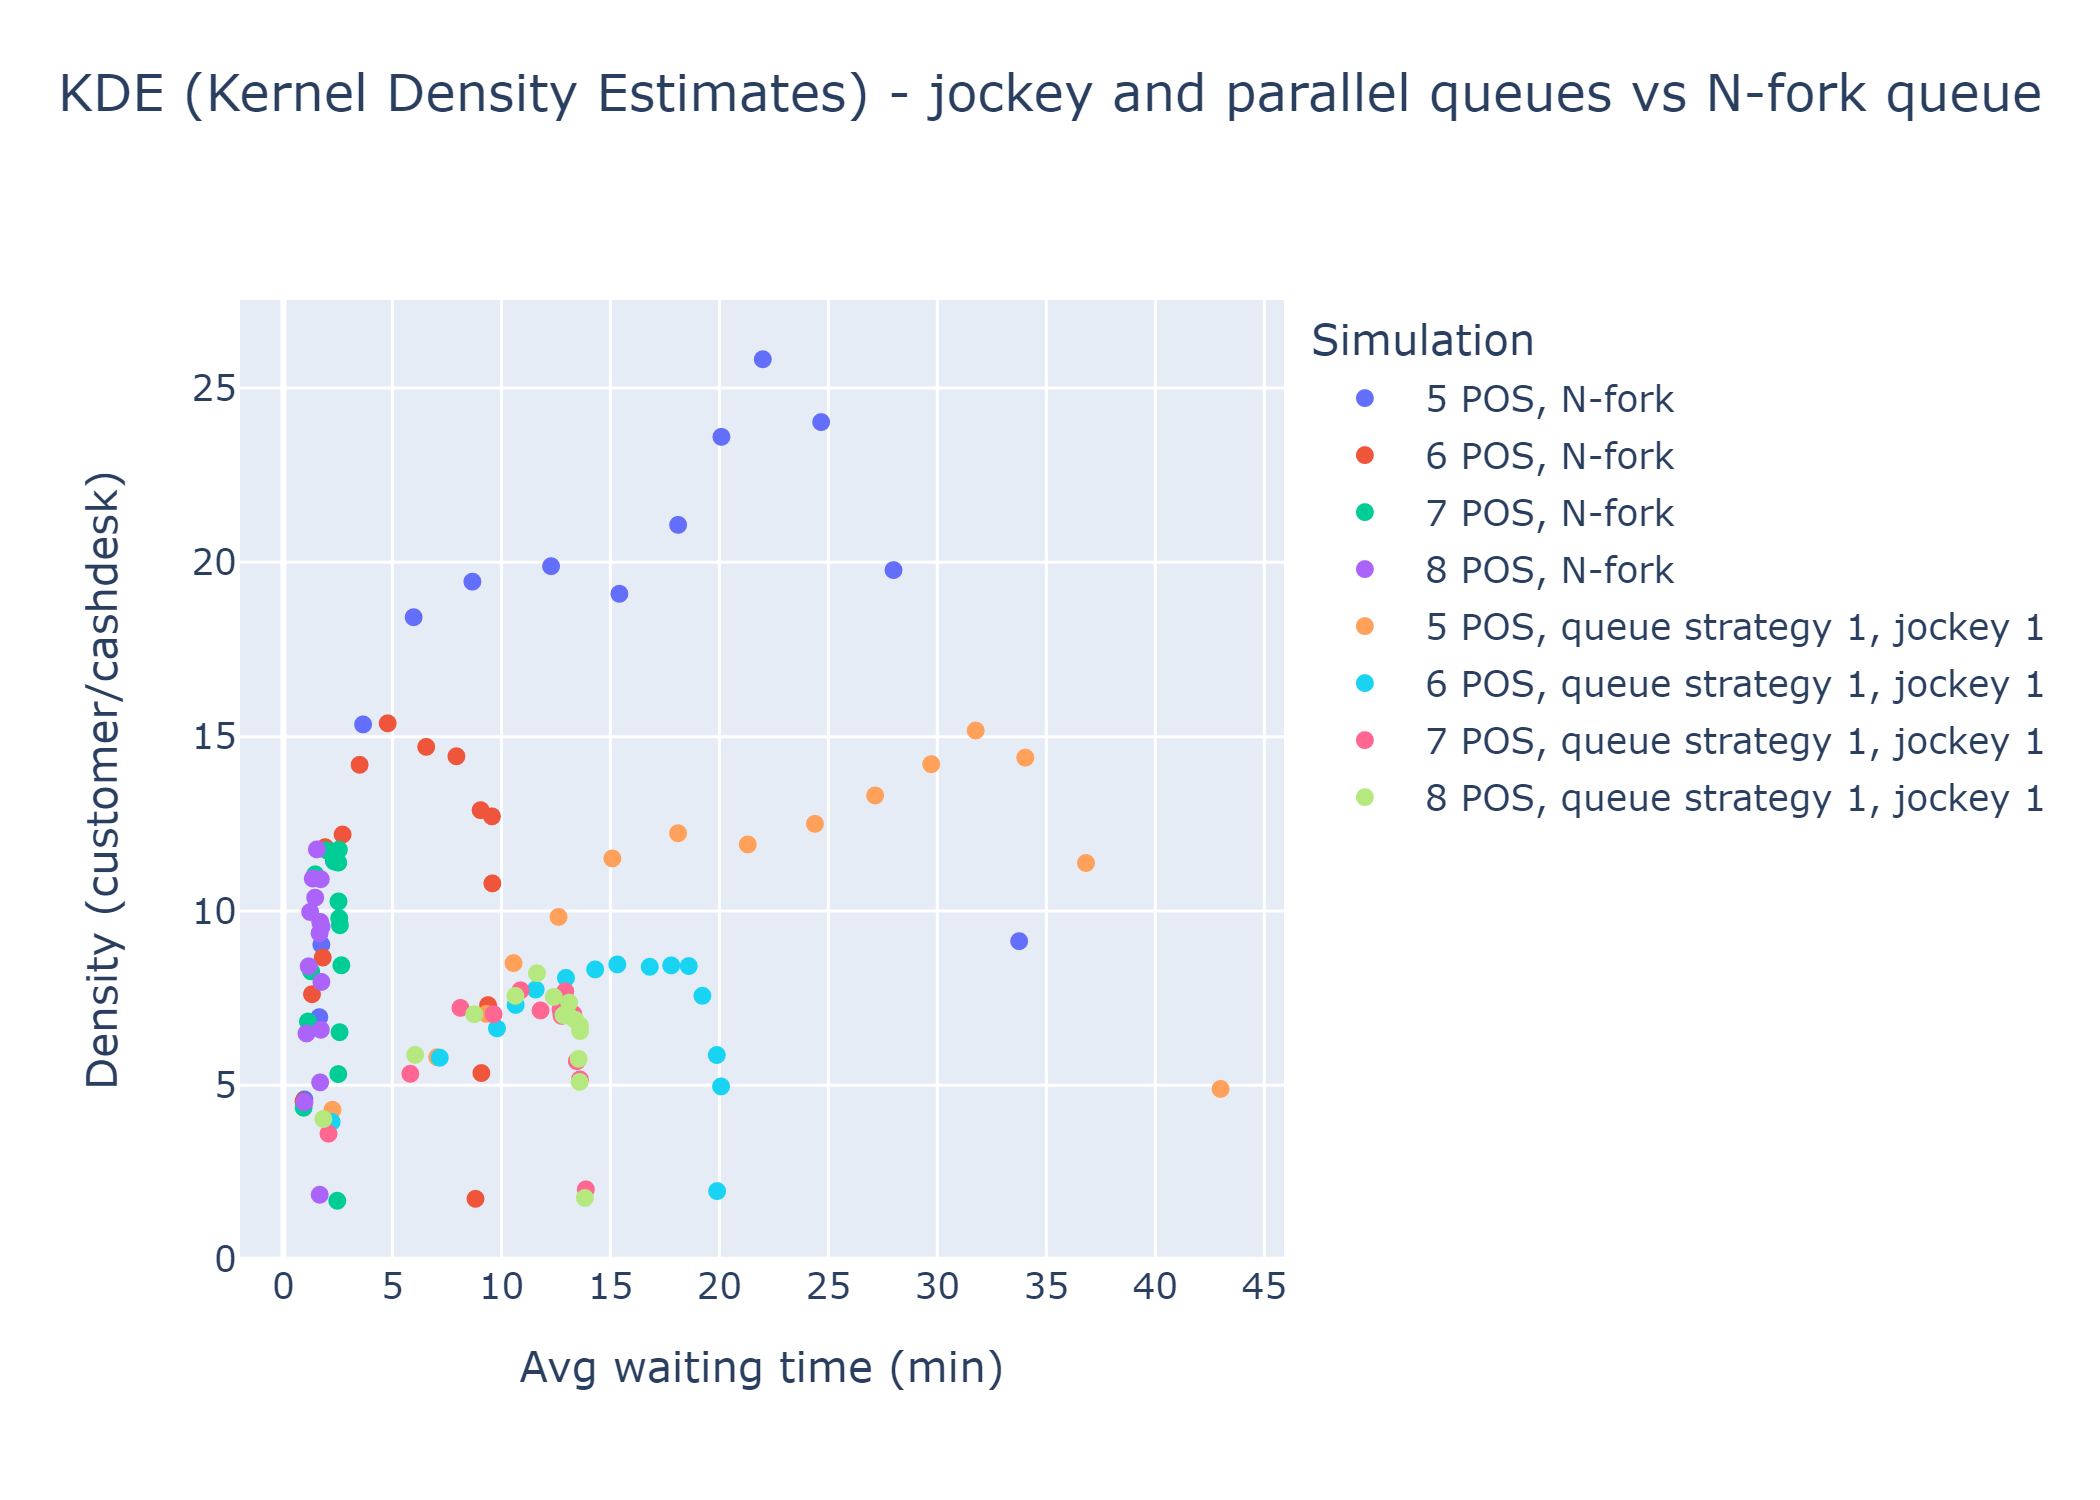 KDE (Kernel Density Estimates) - jockey and parallel queues vs N-fork queue
Density (customer/cashdesk)
25
20
15
10
5
0
0 5 10 15 20 25 30 35 40 45
Avg waiting time (min)
Simulation
5 POS, N-fork
6 POS, N-fork
7 POS, N-fork
8 POS, N-fork
5 POS, queue strategy 1, jockey 1
6 POS, queue strategy 1, jockey 1
7 POS, queue strategy 1, jockey 1
8 POS, queue strategy 1, jockey 1